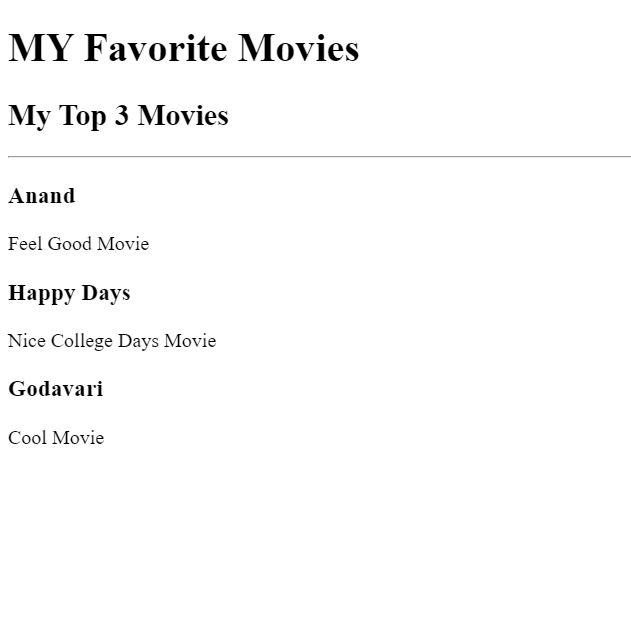 MY Favorite Movies
My Top 3 Movies
Anand
Feel Good Movie
Happy Days
Nice College Days Movie
Godavari
Cool Movie